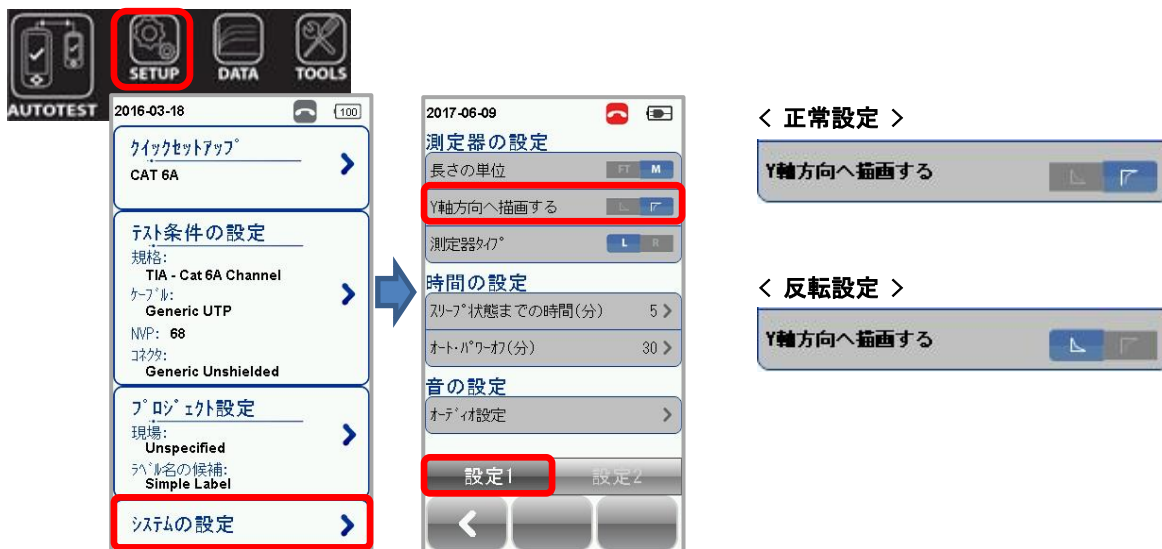 AUTOTEST
SETUP
DATA
TOOLS
2016-03-18
100
クイックセットアップ
CAT 6A
テスト条件の設定
規格:
TIA - Cat 6A Channel
ケーブル:
Generic UTP
NVP: 68
コネクタ:
Generic Unshielded
プロジェクト設定
現場:
Unspecified
ラベル名の候補:
Simple Label
システムの設定
2017-06-09
測定器の設定
長さの単位 FT M
Y軸方向へ描画する
測定器タイプ L R
時間の設定
スリープ状態までの時間(分) 5
オート・パワーオフ(分) 30
音の設定
オーディオ設定
設定1 設定2
< 正常設定 >
Y軸方向へ描画する
< 反転設定 >
Y軸方向へ描画する